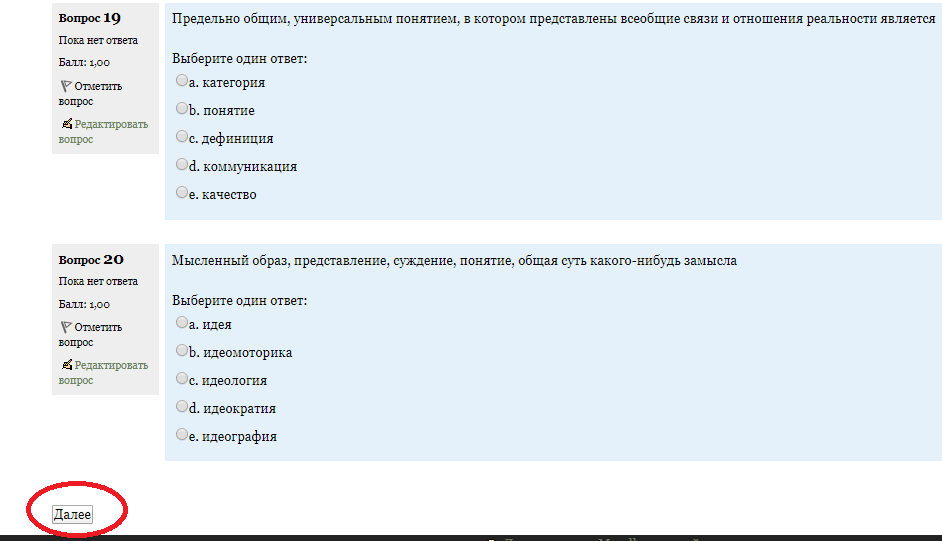 Вопрос 19
Пока нет ответа
Балл: 1,00
Отметить
вопрос
Редактировать
вопрос
Предельно общим, универсальным понятием, в котором представлены всеобщие связи и отношения реальности является
Выберите один ответ:
a. категория
b. понятие
c. дефиниция
d. коммуникация
e. качество
Вопрос 20
Пока нет ответа
Балл: 1,00
Отметить
вопрос
Редактировать
вопрос
Мысленный образ, представление, суждение, понятие, общая суть какого-нибудь замысла
Выберите один ответ:
a. идея
b. идеомоторика
c. идеология
d. идеократия
e. идеография
Далее